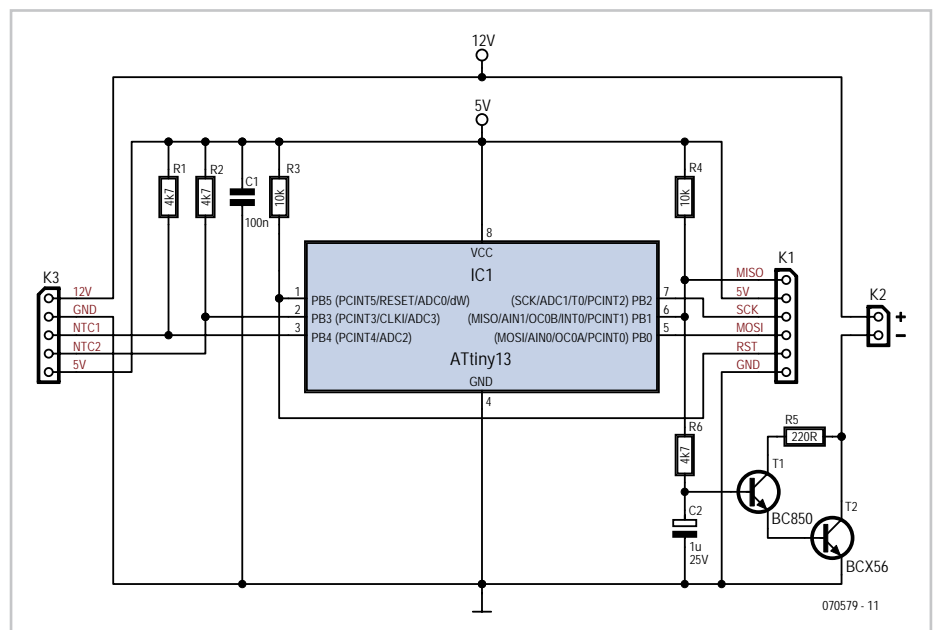 12V
5V
R1
4k7
R2
4k7
C1
100n
R3
10k
R4
10k
8
VCC
IC1
K3
12V
GND
NTC1
NTC2
5V
1
PB5 (PCINT5/RESET/ADC0/dW)
2
PB3 (PCINT3/CLKI/ADC3)
3
PB4 (PCINT4/ADC2)
(SCK/ADC1/T0/PCINT2) PB2
7
(MISO/AIN1/OC0B/INT0/PCINT1) PB1
6
(MOSI/AIN0/OC0A/PCINT0) PB0
5
ATtiny13
GND
4
K1
MISO
5V
SCK
MOSI
RST
GND
K2
+
–
R6
4k7
R5
220R
C2
1u
25V
T1
BC850
T2
BCX56
070579 - 11